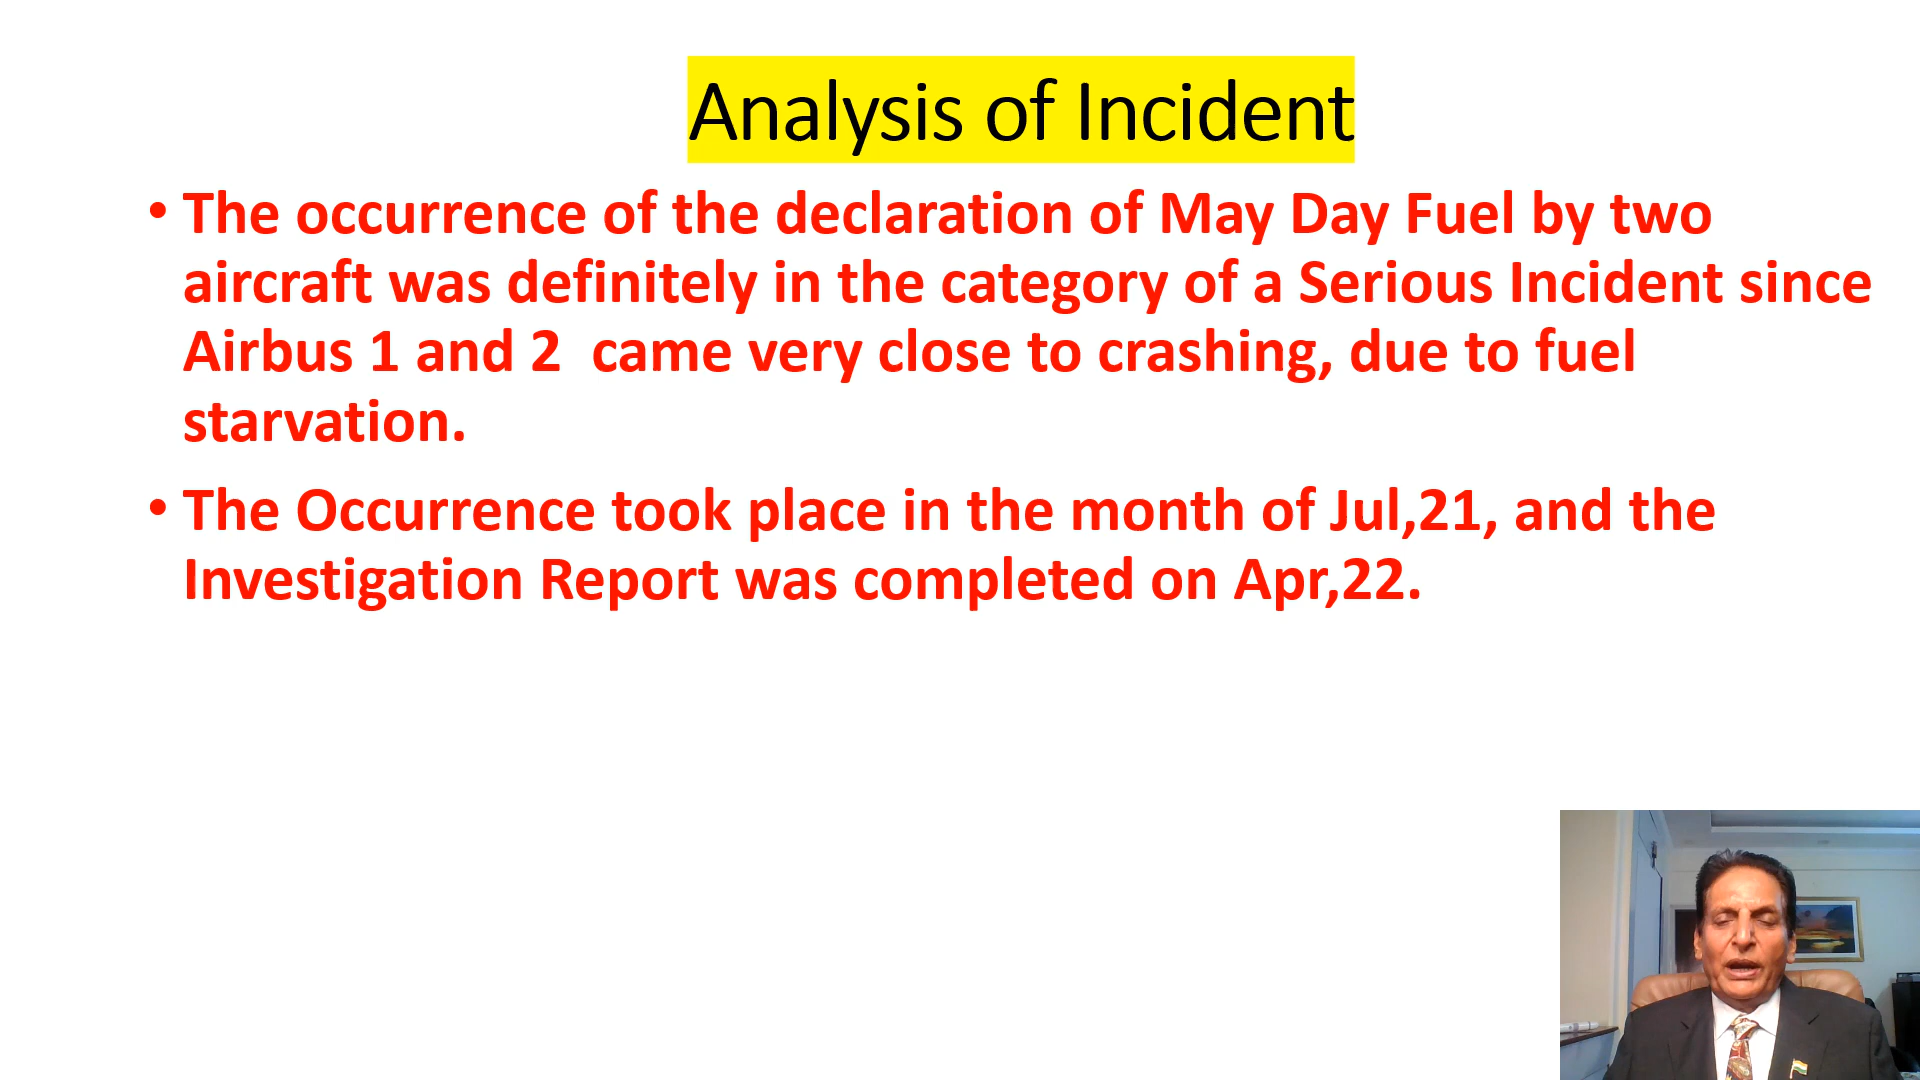 Analysis of Incident
• The occurrence of the declaration of May Day Fuel by two
aircraft was definitely in the category of a Serious Incident since
Airbus 1 and 2  came very close to crashing, due to fuel
starvation.
• The Occurrence took place in the month of Jul,21, and the
Investigation Report was completed on Apr,22.